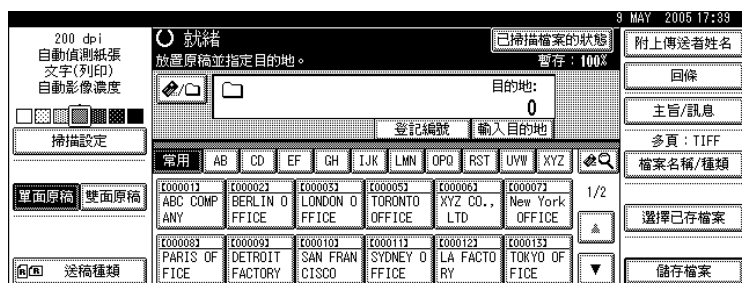 9 MAY 2005 17:39
200 dpi
自動偵測紙張
文字(列印)
自動影像濃度
掃描設定
單面原稿 雙面原稿
送稿種類
就緒
已掃描檔案的狀態
放置原稿並指定目的地。
暫存:100%
目的地:
0
登記編號 輸入目的地
常用 AB CD EF GH IJK LMN OPQ RST UVW XYZ
[00001] ABC COMP
ANY
[00002] BERLIN O
FFICE
[00003] LONDON O
FFICE
[00005] TORONTO
OFFICE
[00006] XYZ CO.,
LTD
[00007] New York
OFFICE
[00008] PARIS OF
FICE
[00009] DETROIT
FACTORY
[00010] SAN FRAN
CISCO
[00011] SYDNEY O
FFICE
[00012] LA FACTO
RY
[00013] TOKYO OF
FICE
1/2
附上傳送者姓名
回條
主旨/訊息
多頁:TIFF
檔案名稱/種類
選擇已存檔案
儲存檔案